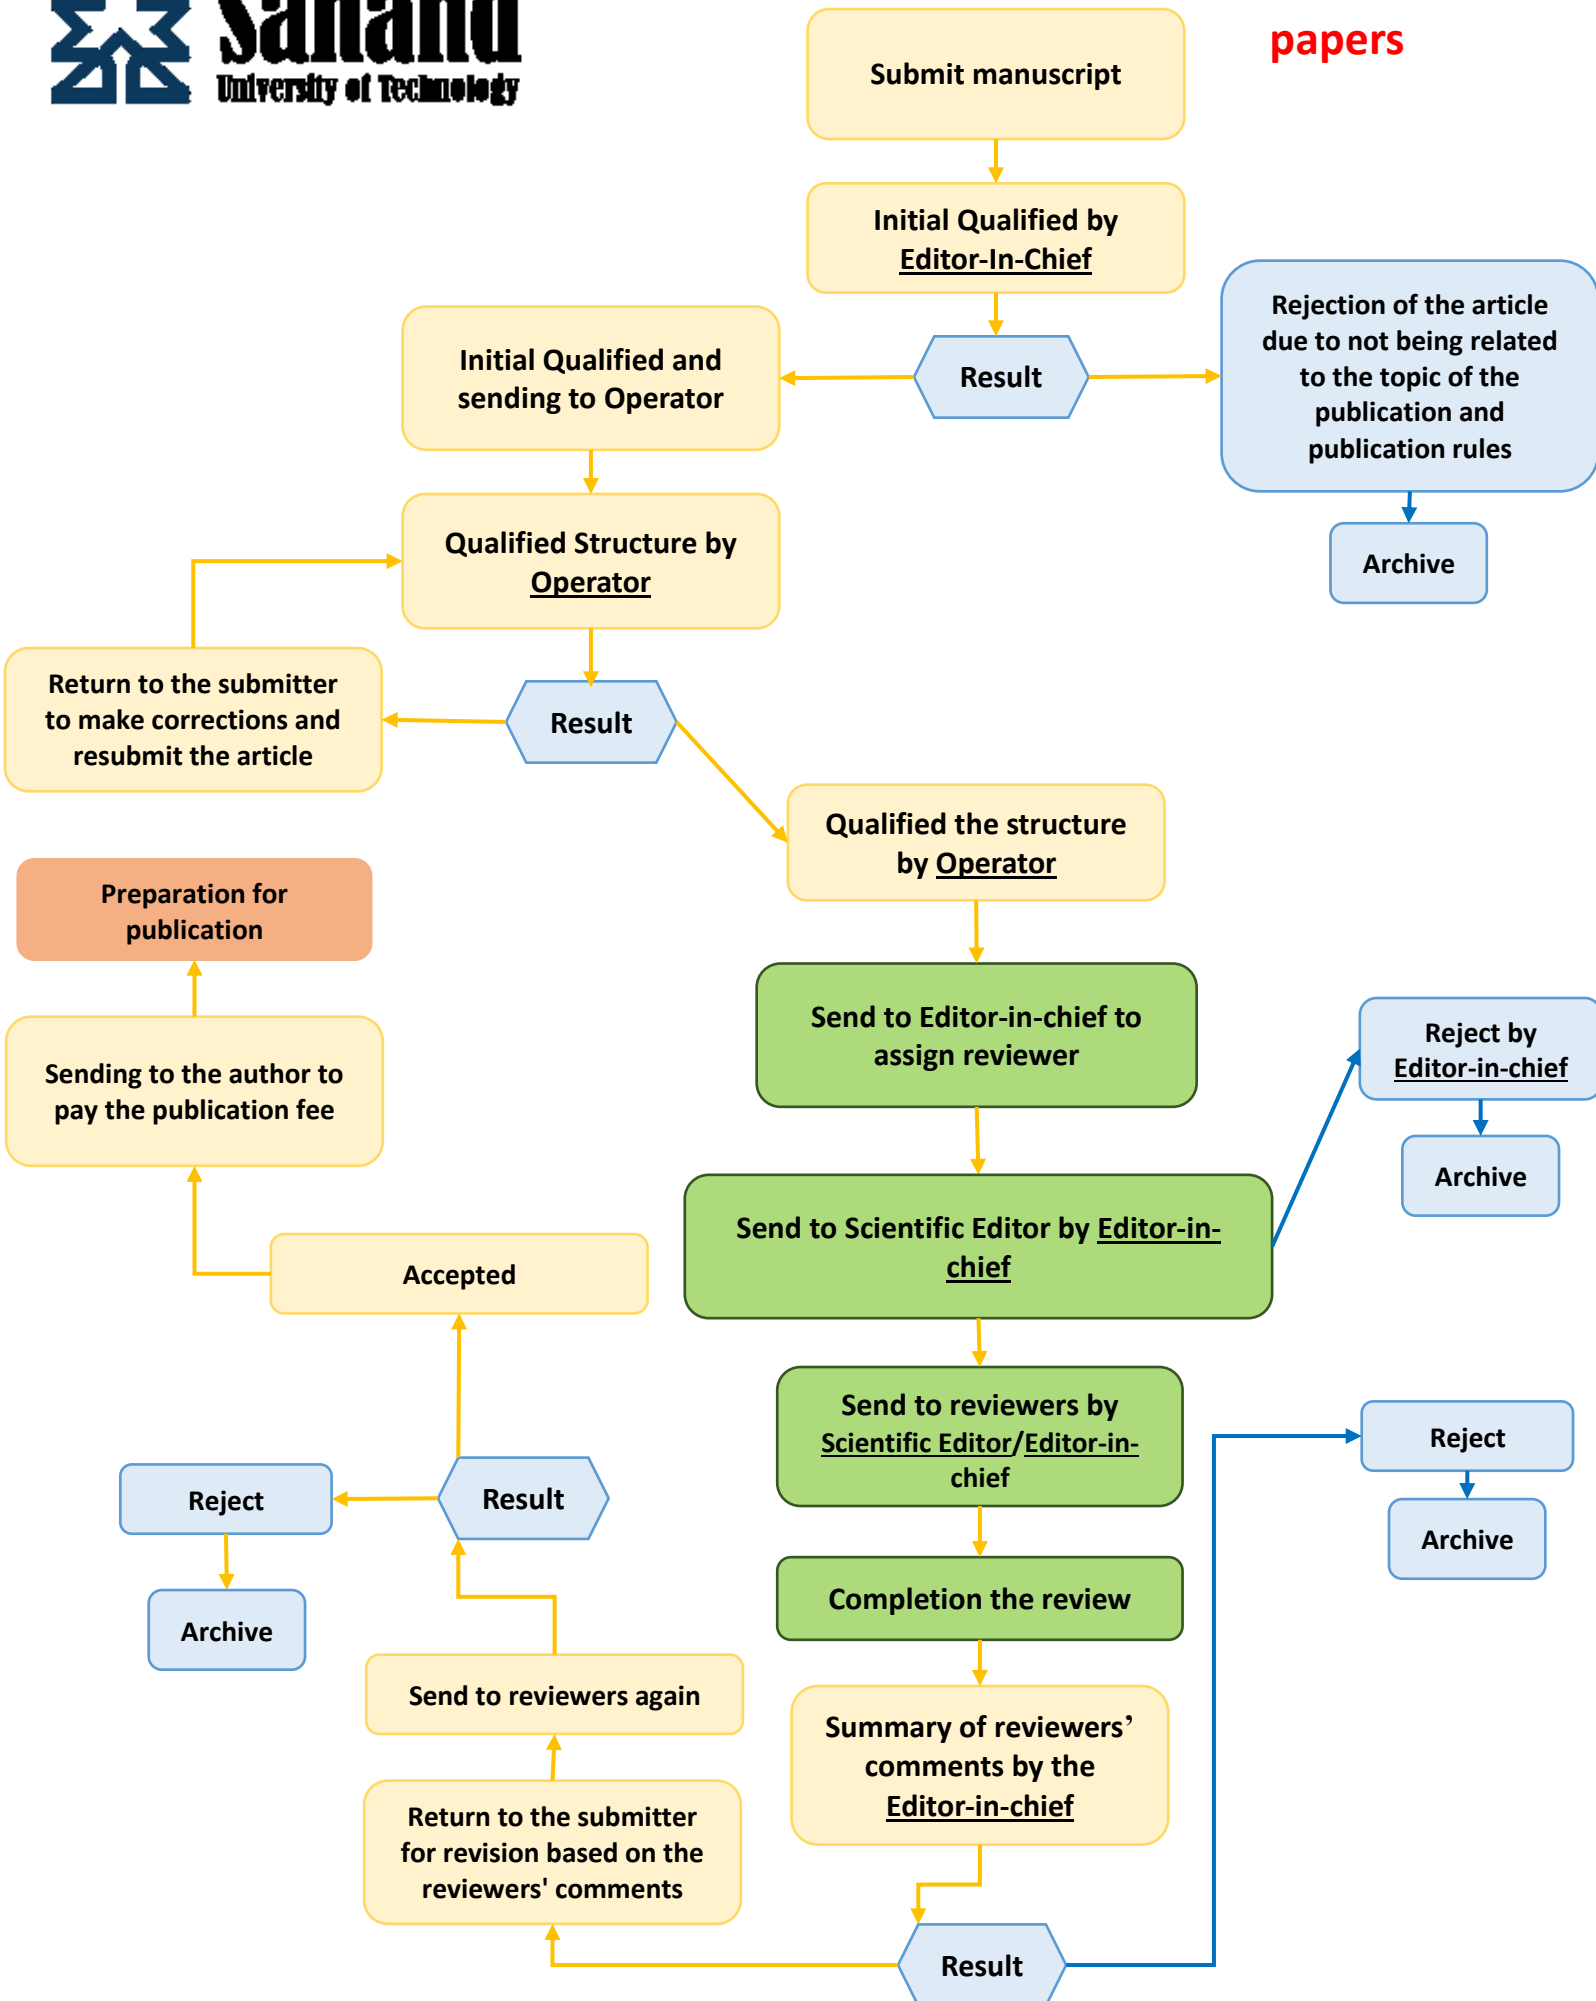 Sahand
University of Technology
papers
Submit manuscript
Initial Qualified by
Editor-In-Chief
Result
Rejection of the article
due to not being related
to the topic of the
publication and
publication rules
Archive
Initial Qualified and
sending to Operator
Qualified Structure by
Operator
Result
Return to the submitter
to make corrections and
resubmit the article
Qualified the structure
by Operator
Send to Editor-in-chief to
assign reviewer
Send to Scientific Editor by Editor-in-
chief
Reject by
Editor-in-chief
Archive
Send to reviewers by
Scientific Editor/Editor-in-
chief
Completion the review
Summary of reviewers’
comments by the
Editor-in-chief
Result
Reject
Archive
Return to the submitter
for revision based on the
reviewers' comments
Send to reviewers again
Result
Reject
Archive
Accepted
Sending to the author to
pay the publication fee
Preparation for
publication